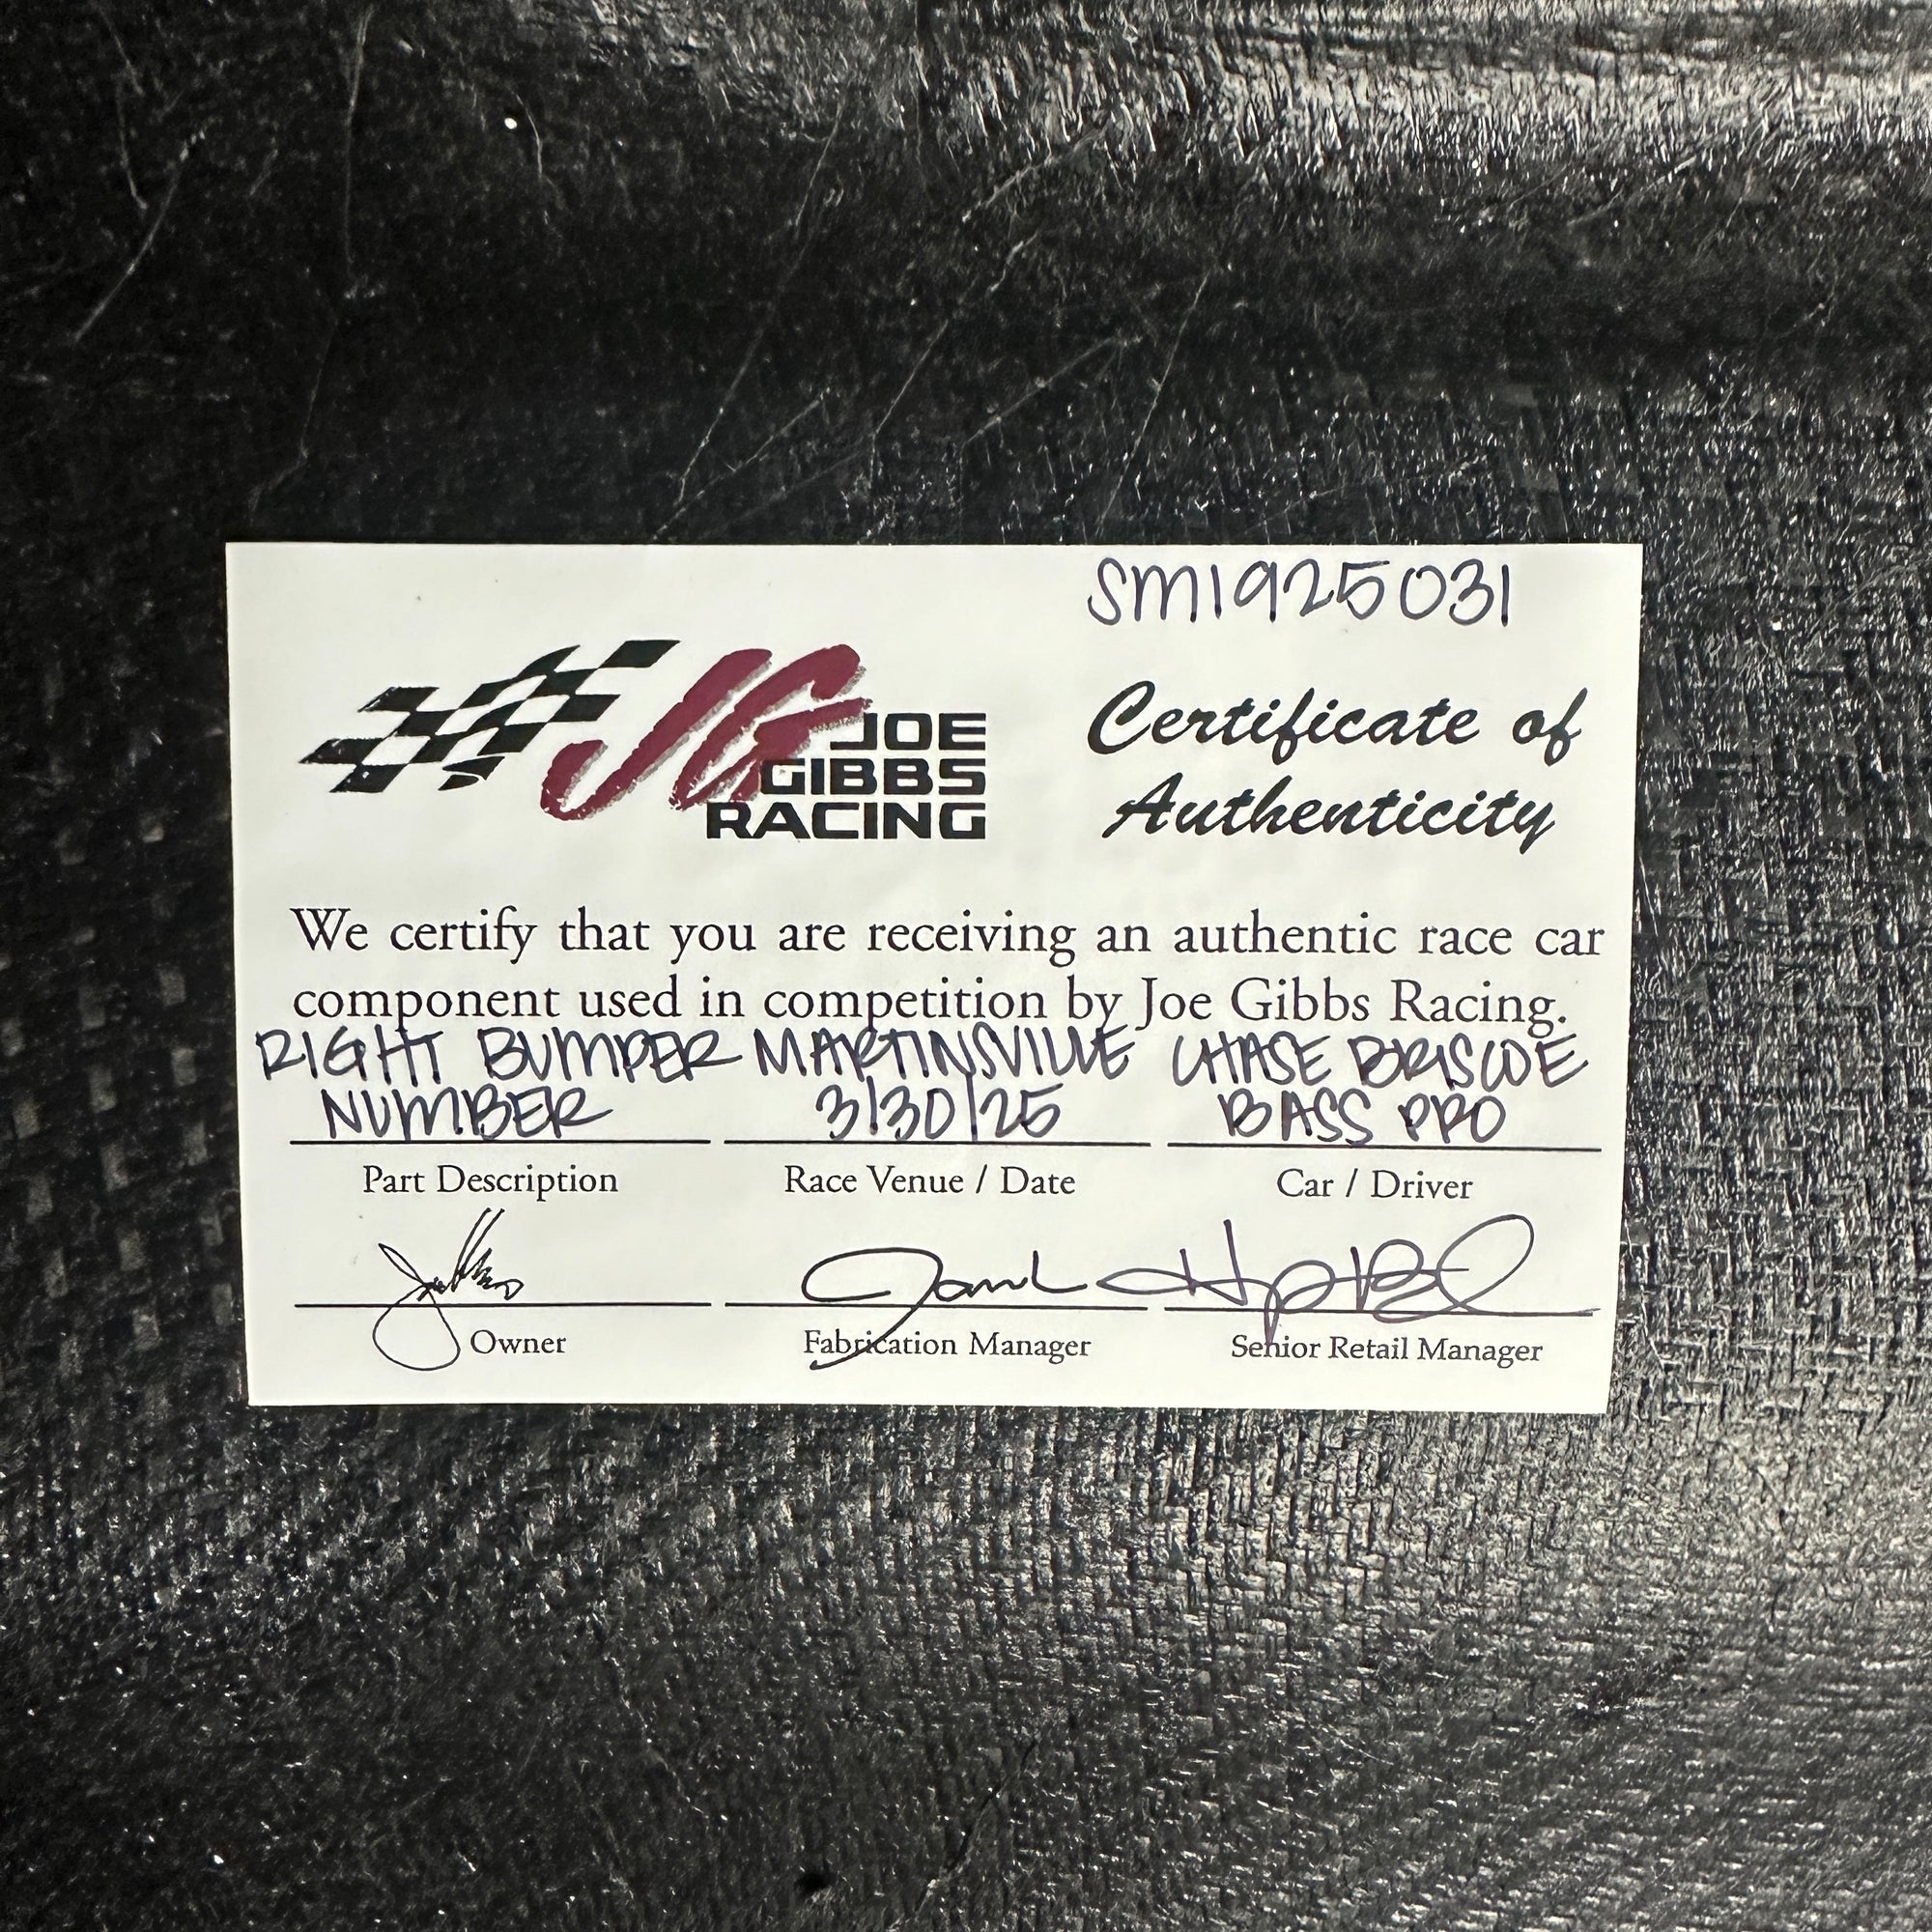 SM1925031
JG JOE
GIBBS
RACING
Certificate of
Authenticity
We certify that you are receiving an authentic race car
component used in competition by Joe Gibbs Racing.
RIGHT BUMPER MARTINSVILLE CHASE BRISCOE
NUMBER 3/30/25 BASS PRO
Part Description Race Venue / Date Car / Driver
Owner Fabrication Manager Senior Retail Manager